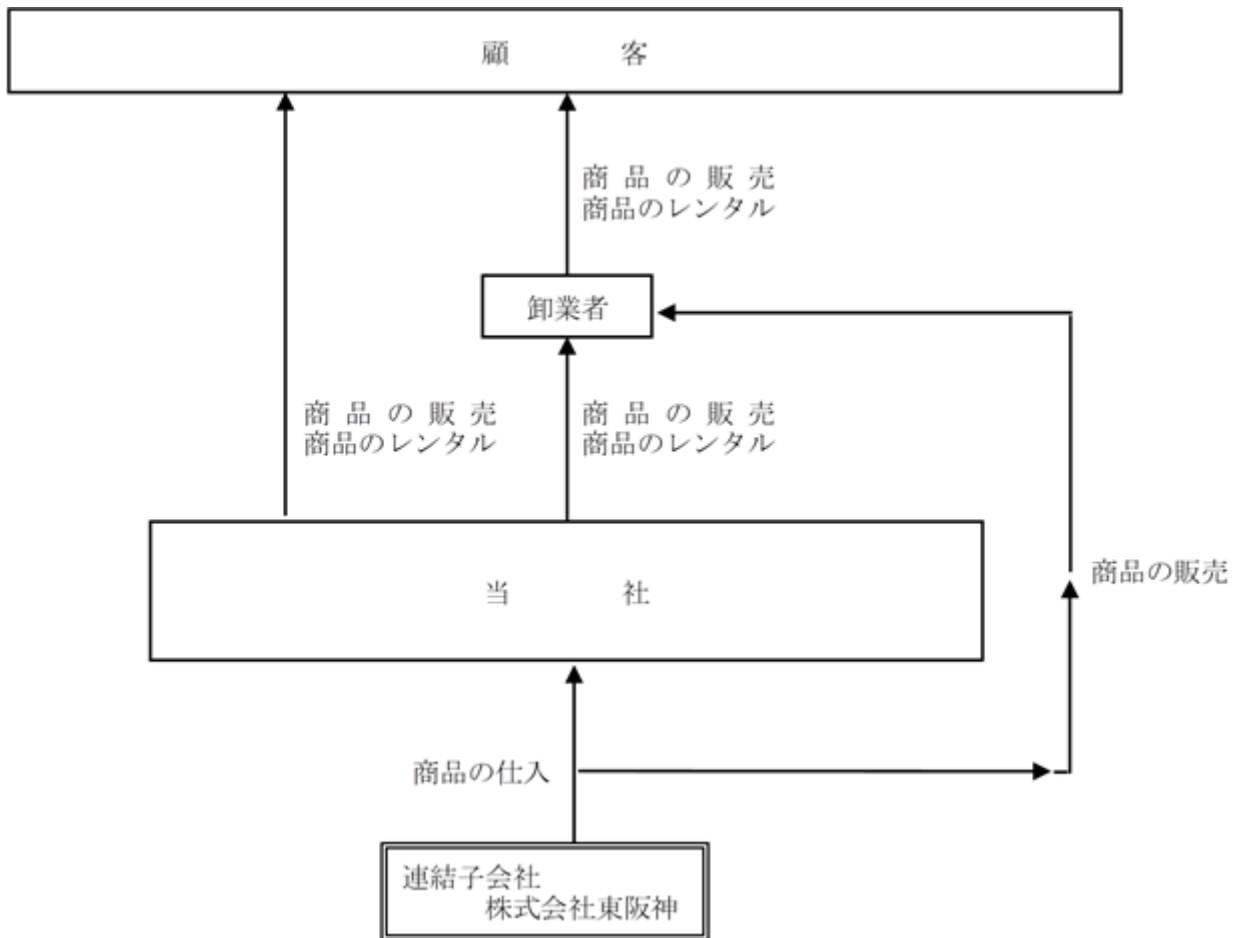 顧客
商品の販売
商品のレンタル
卸業者
商品の販売
商品のレンタル
商品の販売
商品のレンタル
当社
商品の販売
商品の仕入
連結子会社
株式会社東阪神